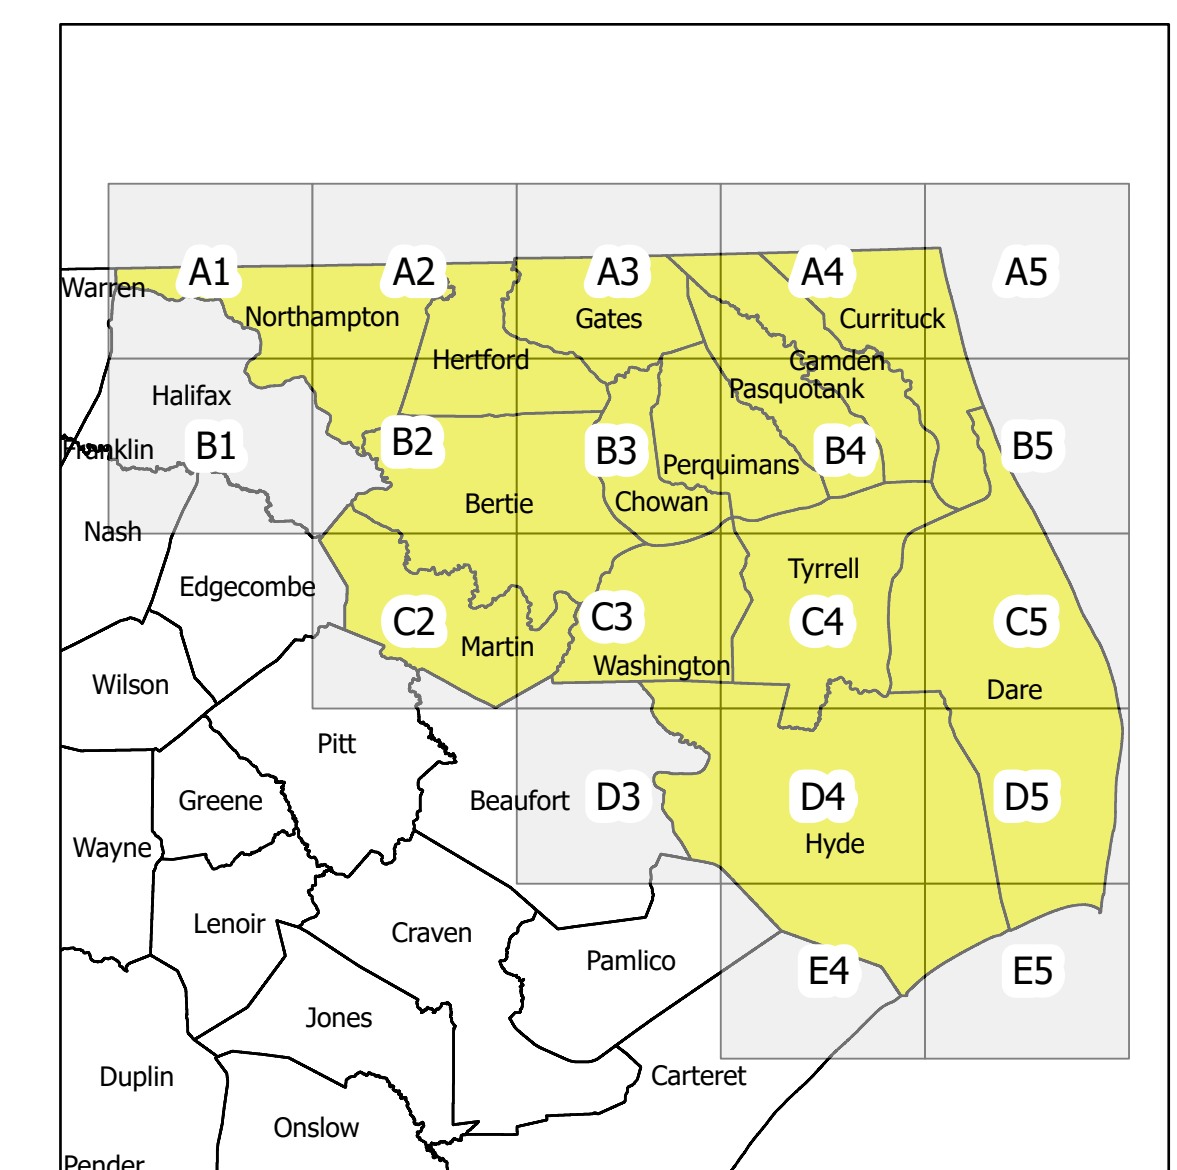 A1
A2
A3
A4
A5
Warren
Northampton
Gates
Currituck
Hertford
Camden
Pasquotank
Halifax
Franklin
B1
B2
B3
B4
B5
Perquimans
Bertie
Chowan
Nash
Edgecombe
Tyrrell
C2
C3
C4
C5
Martin
Washington
Wilson
Dare
Pitt
Greene
Beaufort
D3
D4
D5
Wayne
Hyde
Lenoir
Craven
Pamlico
E4
E5
Jones
Duplin
Carteret
Onslow
Pender